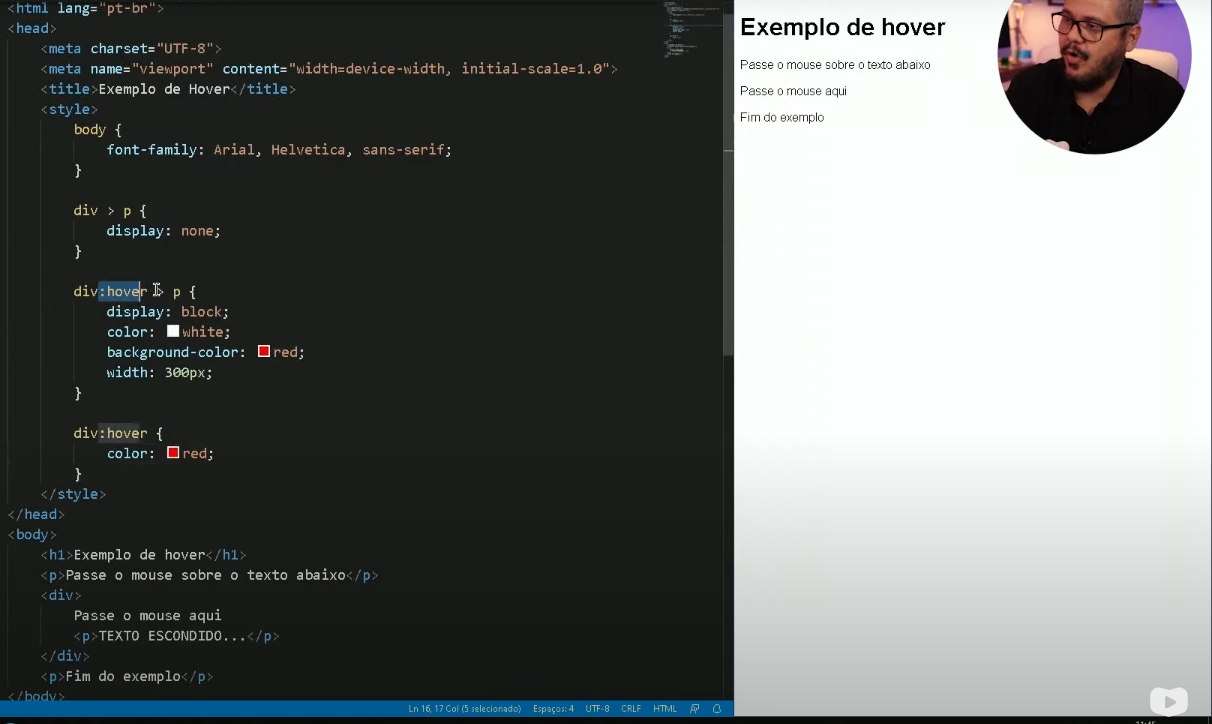 <html lang="pt-br">
<head>
<meta charset="UTF-8">
<meta name="viewport" content="width=device-width, initial-scale=1.0">
<title>Exemplo de Hover</title>
<style>
body {
font-family: Arial, Helvetica, sans-serif;
}
div > p {
display: none;
}
div:hover > p {
display: block;
color: white;
background-color: red;
width: 300px;
}
div:hover {
color: red;
}
</style>
</head>
<body>
<h1>Exemplo de hover</h1>
<p>Passe o mouse sobre o texto abaixo</p>
<div>
Passe o mouse aqui
<p>TEXTO ESCONDIDO...</p>
</div>
<p>Fim do exemplo</p>
</body>
Ln 16, 17 Col (5 selecionado) Espaços: 4 UTF-8 CRLF HTML
Exemplo de hover
Passe o mouse sobre o texto abaixo
Passe o mouse aqui
Fim do exemplo